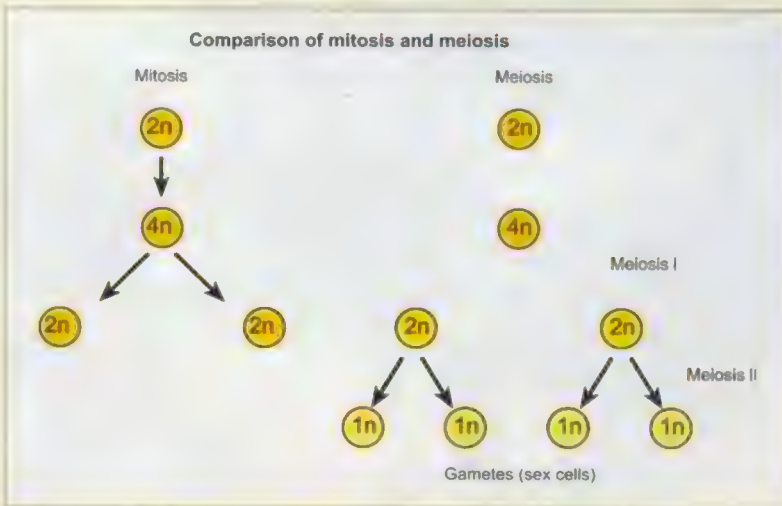 Comparison of mitosis and meiosis
Mitosis
Meiosis
2n
2n
4n
4n
Meiosis I
2n
2n
2n
2n
Meiosis II
1n
1n
1n
1n
Gametes (sex cells)